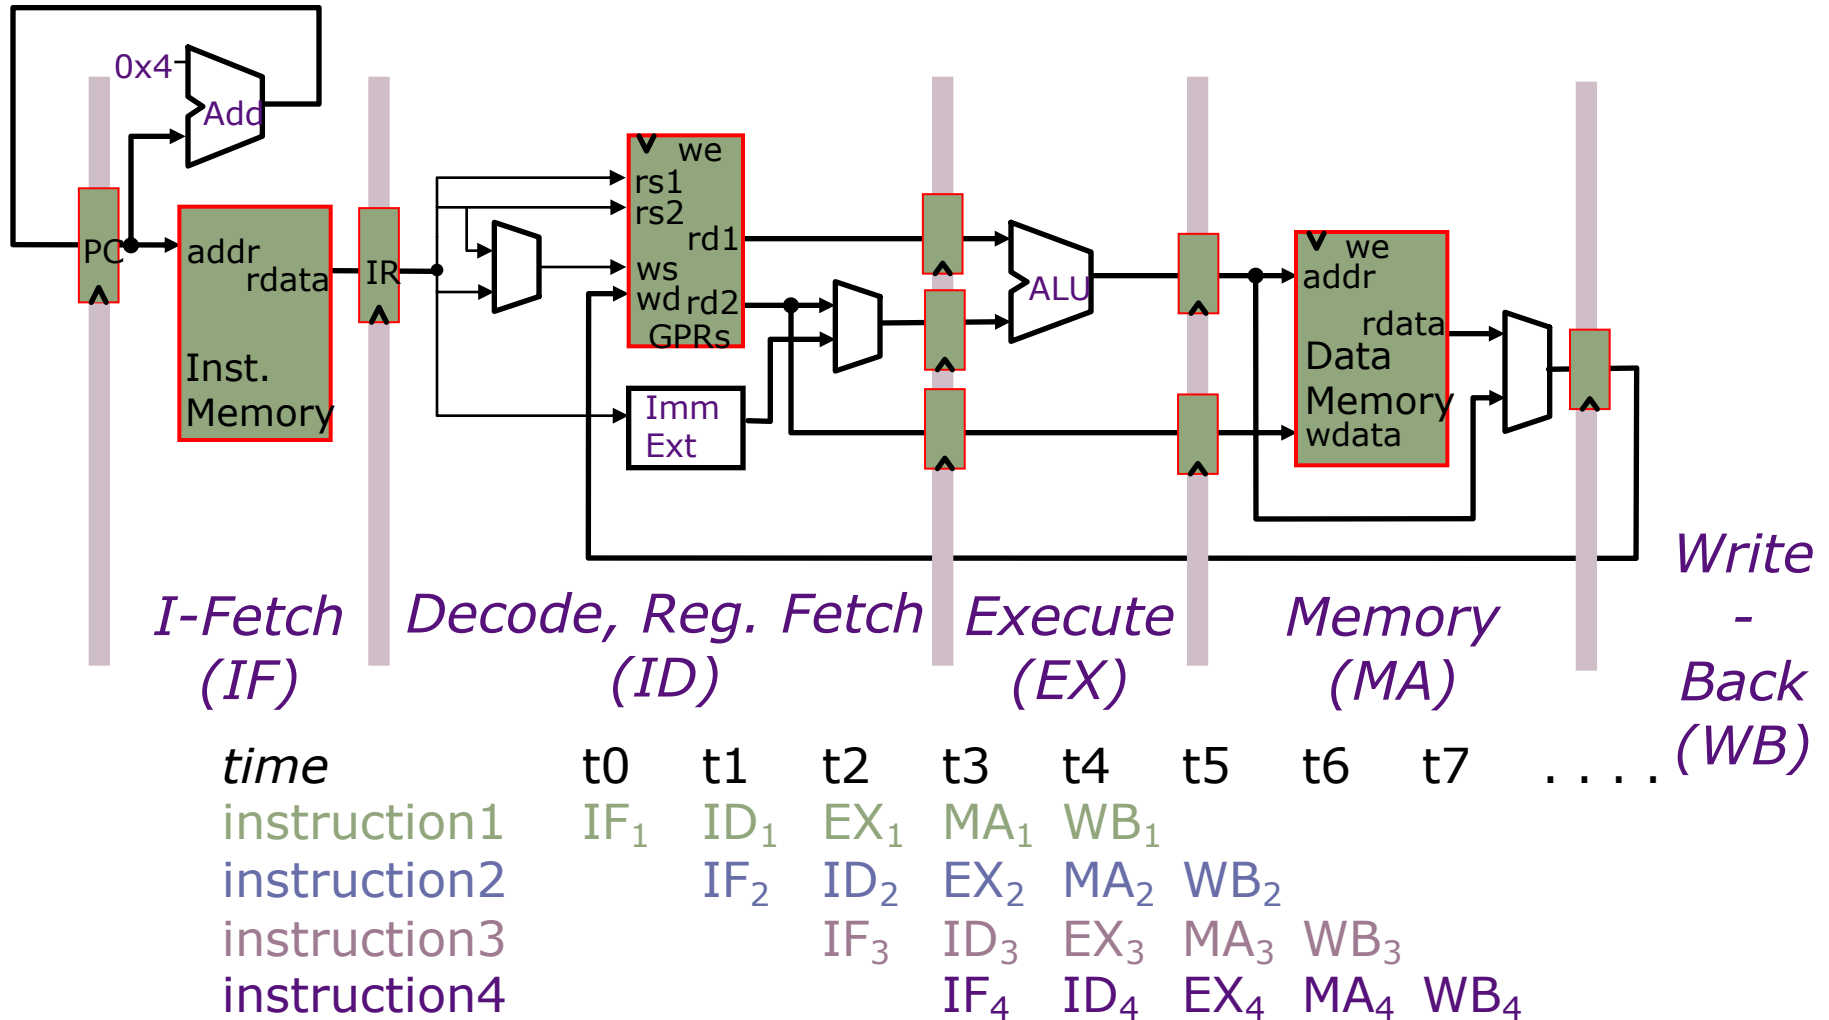 0x4
Add
PC
addr
rdata
Inst.
Memory
IR
we
rs1
rs2
rd1
ws
wd rd2
GPRs
Imm
Ext
ALU
we
addr
rdata
Data
Memory
wdata
I-Fetch
(IF)
Decode, Reg. Fetch
(ID)
Execute
(EX)
Memory
(MA)
Write
-
Back
(WB)
time t0 t1 t2 t3 t4 t5 t6 t7 . . . .
instruction1 IF₁ ID₁ EX₁ MA₁ WB₁
instruction2 IF₂ ID₂ EX₂ MA₂ WB₂
instruction3 IF₃ ID₃ EX₃ MA₃ WB₃
instruction4 IF₄ ID₄ EX₄ MA₄ WB₄